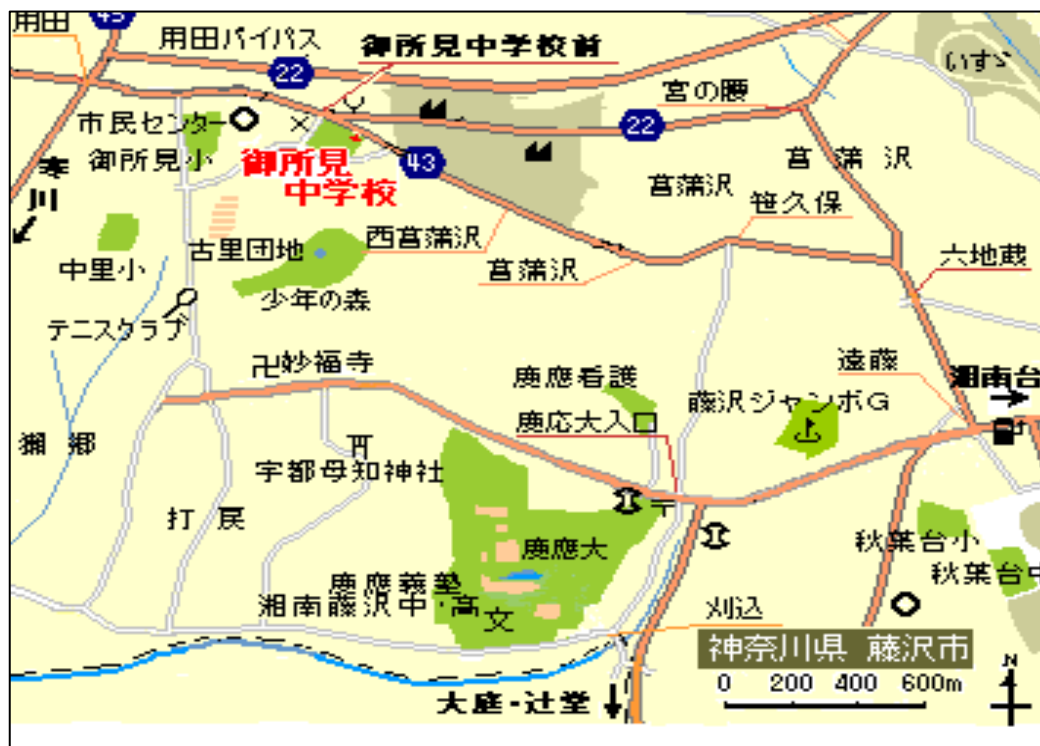 45
用田
用田バイパス
御所見中学校前
22
いすゞ
宮の腰
市民センター
22
御所見小
御所見
中学校
43
菖蒲沢
菖蒲沢
寒
川
笹久保
古里団地
西菖蒲沢
中里小
菖蒲沢
六地蔵
少年の森
テニスクラブ
卍妙福寺
慶應看護
遠藤
湘南台
藤沢ジャンボG
慶応大入口
獺郷
宇都母知神社
〒
打戻
慶應大
秋葉台小
慶應義塾
秋葉台中
湘南藤沢中・高
文
刈込
神奈川県 藤沢市
N
0 200 400 600m
大庭・辻堂